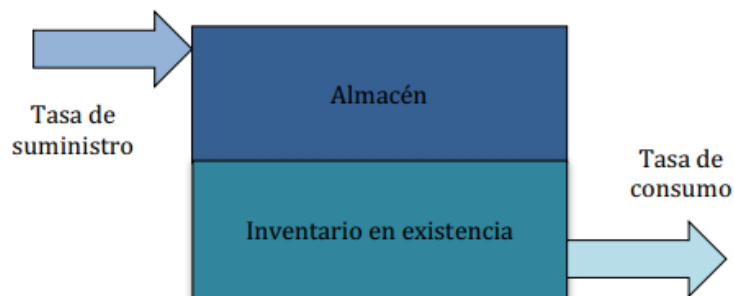 Almacén
Tasa de
suministro
Tasa de
consumo
Inventario en existencia